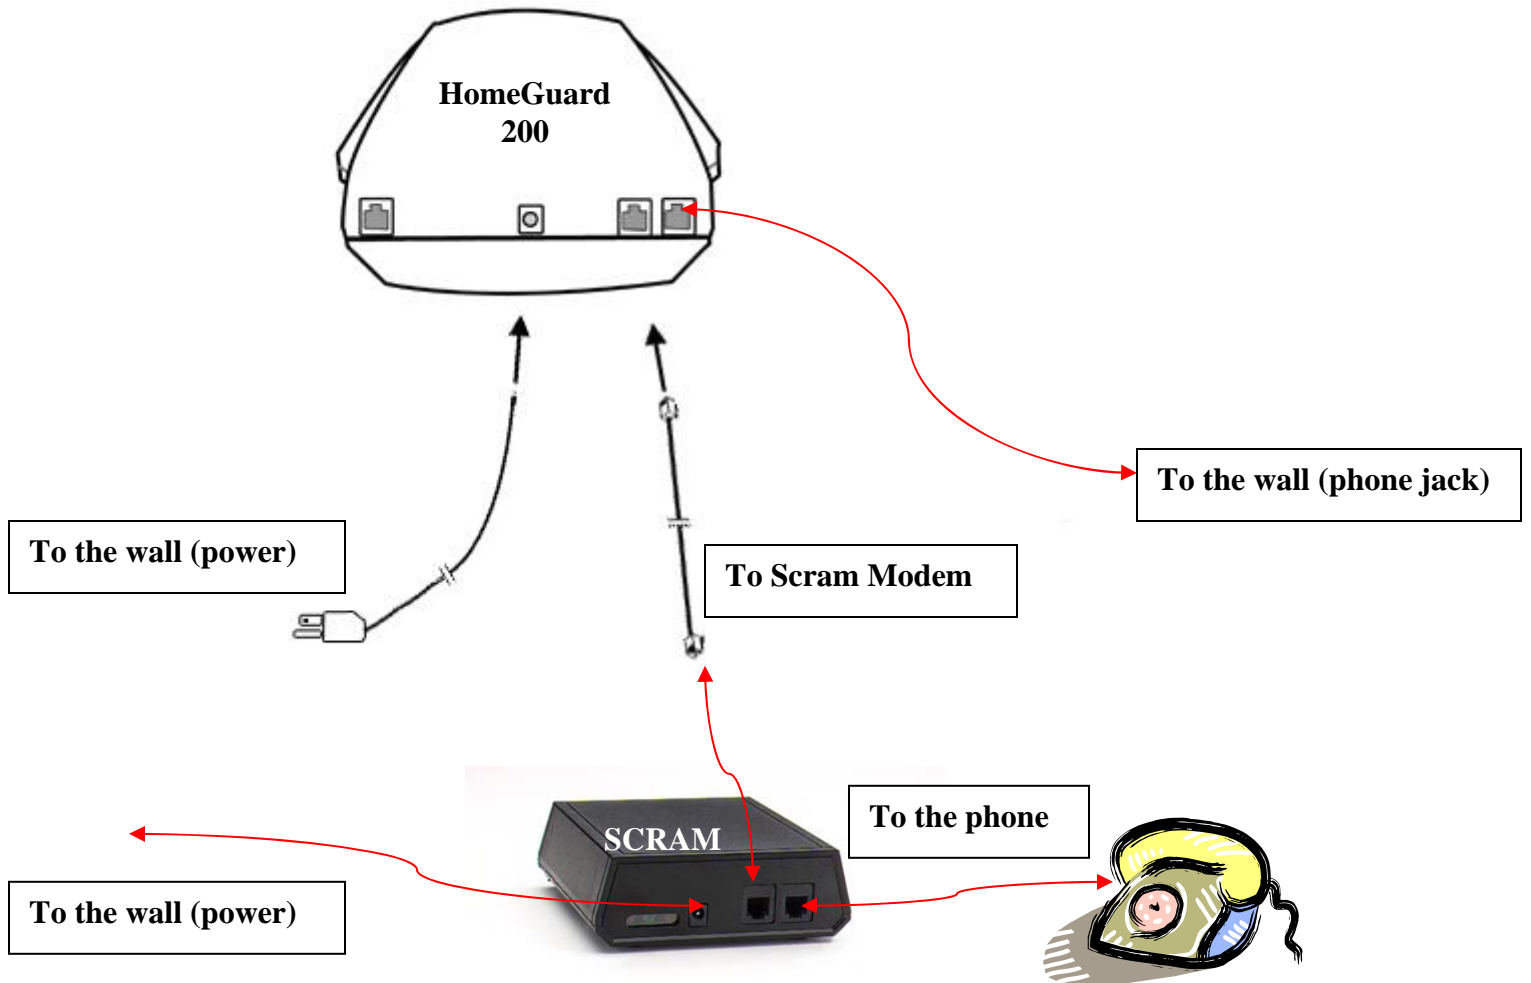 HomeGuard
200
To the wall (phone jack)
To the wall (power)
To Scram Modem
To the phone
SCRAM
To the wall (power)